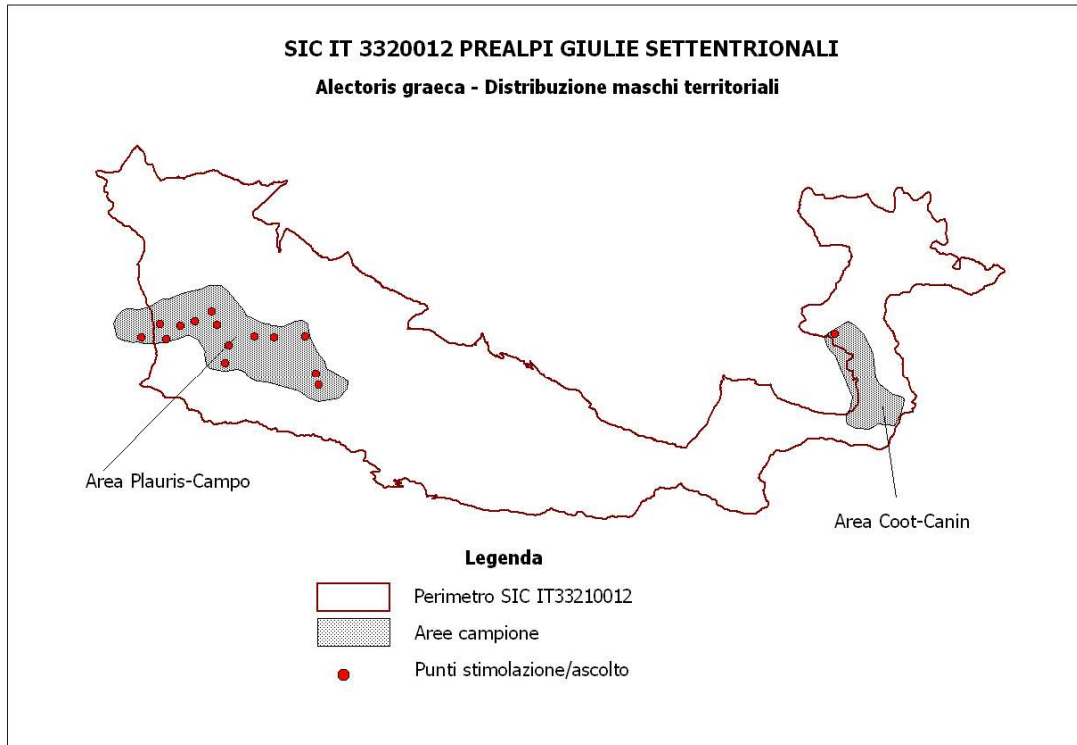 SIC IT 3320012 PREALPI GIULIE SETTENTRIONALI
Alectoris graeca - Distribuzione maschi territoriali
Area Plauris-Campo
Area Coot-Canin
Legenda
Perimetro SIC IT33210012
Aree campione
Punti stimolazione/ascolto